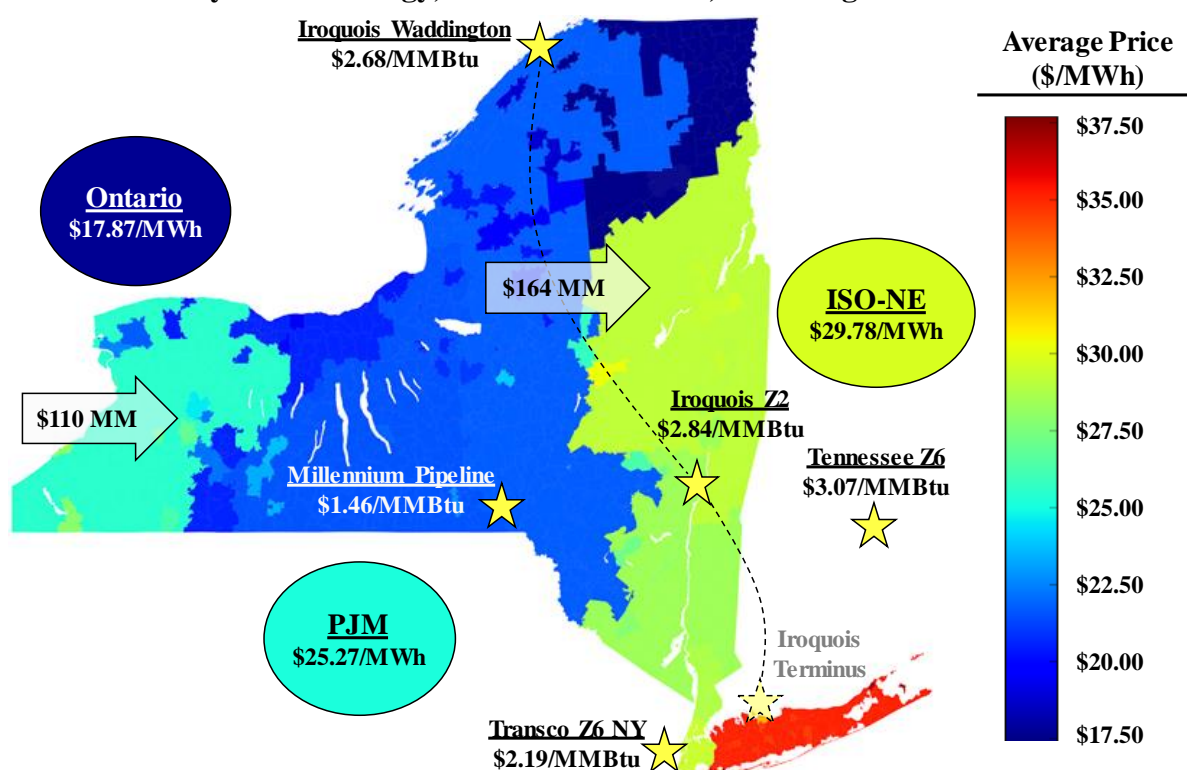 Iroquois Waddington
$2.68/MMBtu
Average Price
($/MWh)
$37.50
$35.00
$32.50
$30.00
$27.50
$25.00
$22.50
$20.00
$17.50
Ontario
$17.87/MWh
$164 MM
ISO-NE
$29.78/MWh
$110 MM
Iroquois Z2
$2.84/MMBtu
Tennessee Z6
$3.07/MMBtu
Millennium Pipeline
$1.46/MMBtu
PJM
$25.27/MWh
Iroquois
Terminus
Transco Z6 NY
$2.19/MMBtu